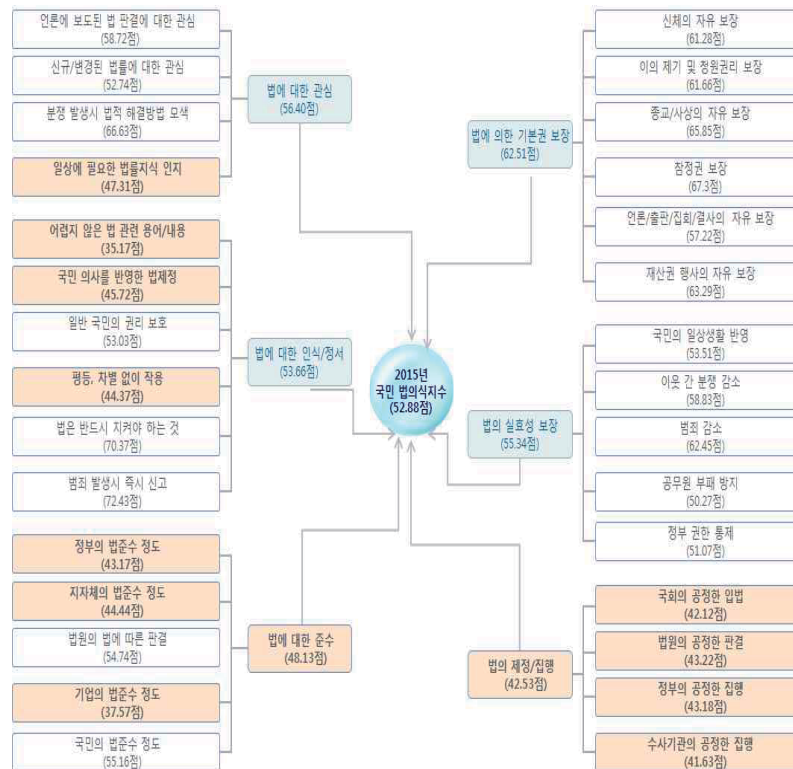 언론에 보도된 법 판결에 대한 관심
(58.72점)
신규/변경된 법률에 대한 관심
(52.74점)
분쟁 발생시 법적 해결방법 모색
(66.63점)
일상에 필요한 법률지식 인지
(47.31점)
법에 대한 관심
(56.40점)
어렵지 않은 법 관련 용어/내용
(35.17점)
국민 의사를 반영한 법제정
(45.72점)
일반 국민의 권리 보호
(53.03점)
평등, 차별 없이 작용
(44.37점)
법은 반드시 지켜야 하는 것
(70.37점)
범죄 발생시 즉시 신고
(72.43점)
법에 대한 인식/정서
(53.66점)
정부의 법준수 정도
(43.17점)
지자체의 법준수 정도
(44.44점)
법원의 법에 따른 판결
(54.74점)
기업의 법준수 정도
(37.57점)
국민의 법준수 정도
(55.16점)
법에 대한 준수
(48.13점)
2015년
국민 법의식지수
(52.88점)
법에 의한 기본권 보장
(62.51점)
신체의 자유 보장
(61.28점)
이의 제기 및 청원권리 보장
(61.66점)
종교/사상의 자유 보장
(65.85점)
참정권 보장
(67.3점)
언론/출판/집회/결사의 자유 보장
(57.22점)
재산권 행사의 자유 보장
(63.29점)
법의 실효성 보장
(55.34점)
국민의 일상생활 반영
(53.51점)
이웃 간 분쟁 감소
(58.83점)
범죄 감소
(62.45점)
공무원 부패 방지
(50.27점)
정부 권한 통제
(51.07점)
법의 제정/집행
(42.53점)
국회의 공정한 입법
(42.12점)
법원의 공정한 판결
(43.22점)
정부의 공정한 집행
(43.18점)
수사기관의 공정한 집행
(41.63점)